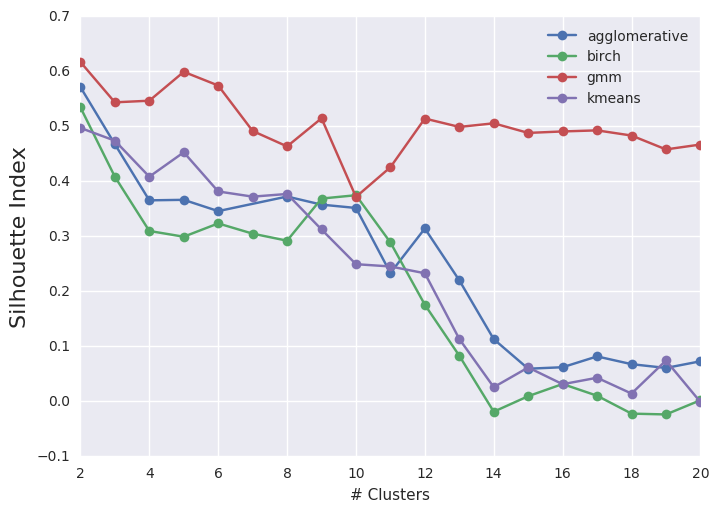 0.7
0.6
0.5
0.4
0.3
0.2
0.1
0.0
−0.1
Silhouette Index
agglomerative
birch
gmm
kmeans
2 4 6 8 10 12 14 16 18 20
# Clusters